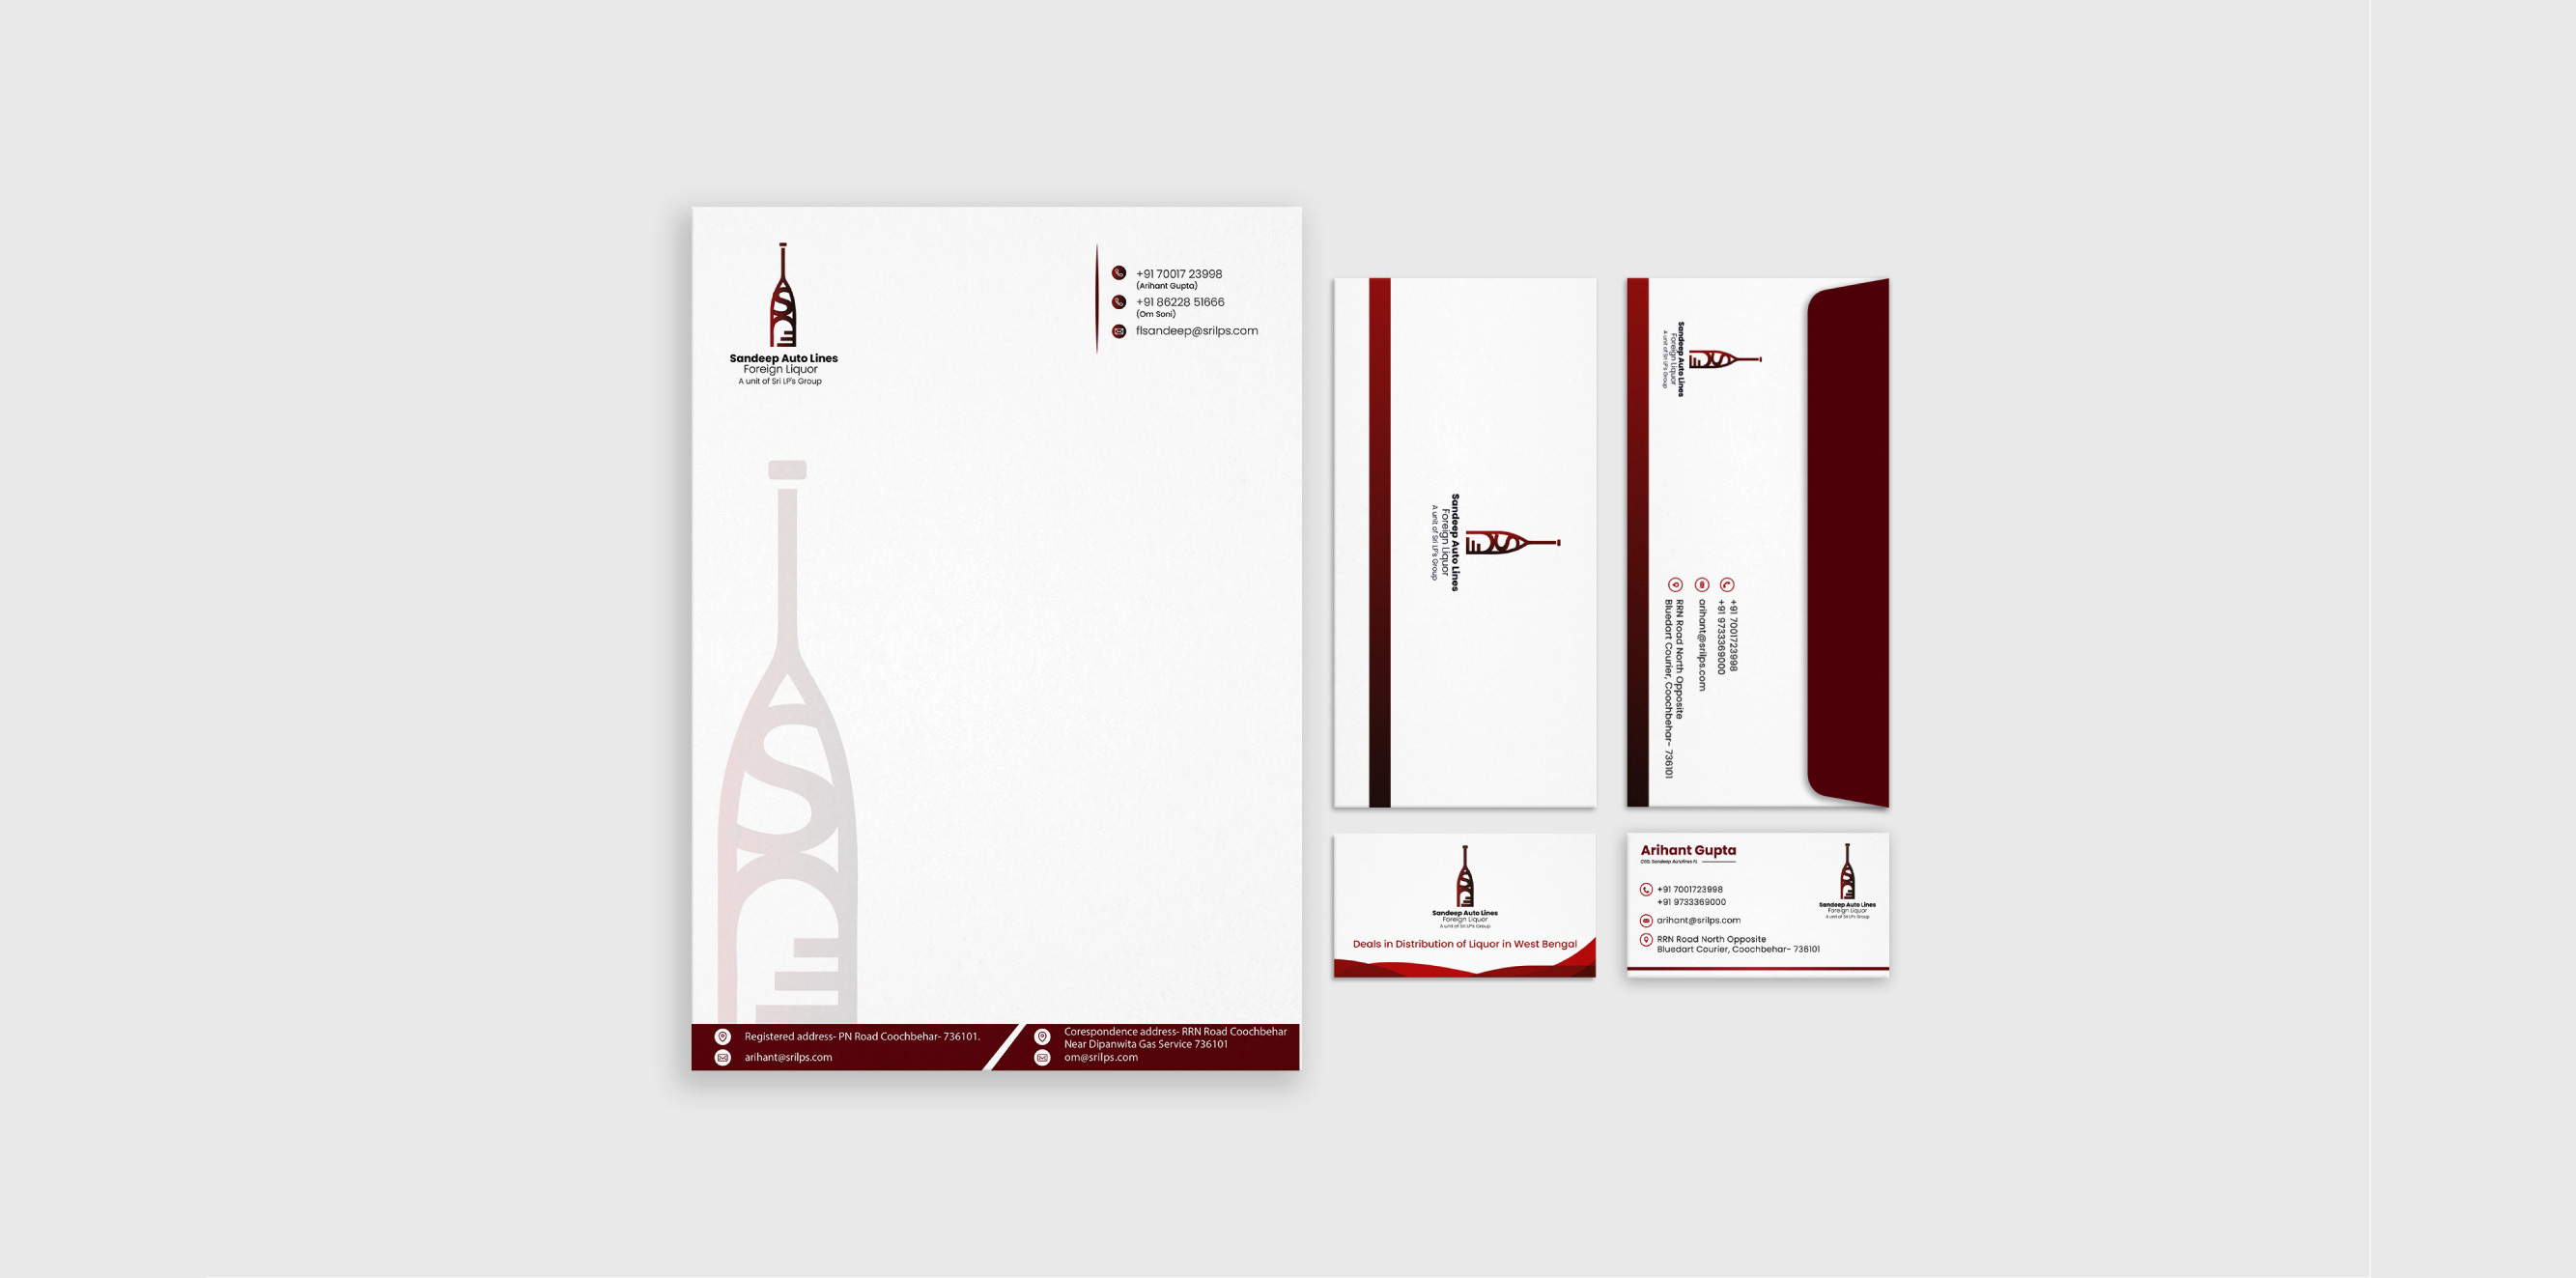 Sandeep Auto Lines
Foreign Liquor
A unit of Sri LP's Group
+91 70017 23998
(Arihant Gupta)
+91 86228 51666
(Om Soni)
flsandeep@srilps.com
Registered address- PN Road Coochbehar- 736101.
arihant@srilps.com
Corespondence address- RRN Road Coochbehar
Near Dipanwita Gas Service 736101
om@srilps.com
Sandeep Auto Lines
Foreign Liquor
A unit of Sri LP's Group
Sandeep Auto Lines
Foreign Liquor
A unit of Sri LP's Group
+91 7001723998
+91 9733369000
arihant@srilps.com
RRN Road North Opposite
Bluedart Courier, Coochbehar- 736101
Sandeep Auto Lines
Foreign Liquor
A unit of Sri LP's Group
Deals in Distribution of Liquor in West Bengal
Arihant Gupta
CEO, Sandeep Autolines FL
+91 7001723998
+91 9733369000
arihant@srilps.com
RRN Road North Opposite
Bluedart Courier, Coochbehar- 736101
Sandeep Auto Lines
Foreign Liquor
A unit of Sri LP's Group